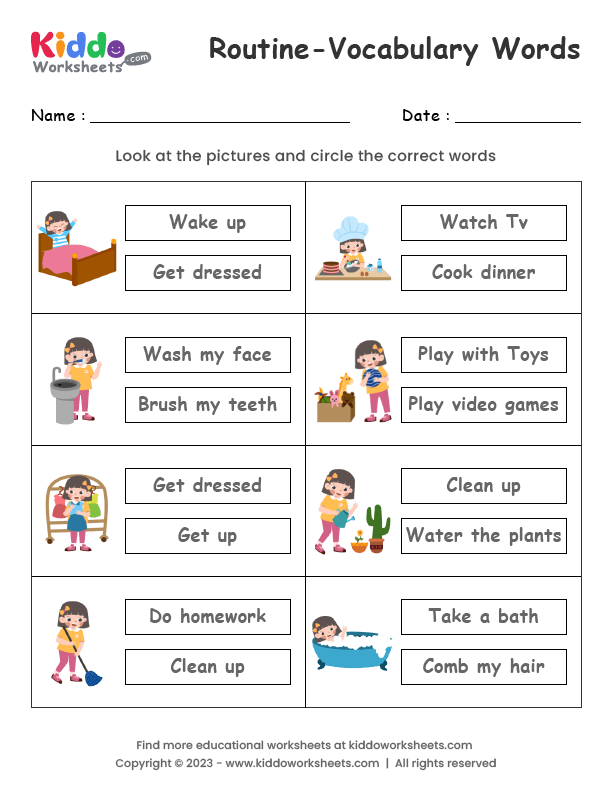 Kiddo
Worksheets.com
Routine-Vocabulary Words
Name :
Date :
Look at the pictures and circle the correct words
Wake up
Get dressed
Watch Tv
Cook dinner
Wash my face
Brush my teeth
Play with Toys
Play video games
Get dressed
Get up
Clean up
Water the plants
Do homework
Clean up
Take a bath
Comb my hair
Find more educational worksheets at kiddoworksheets.com
Copyright © 2023 - www.kiddoworksheets.com | All rights reserved